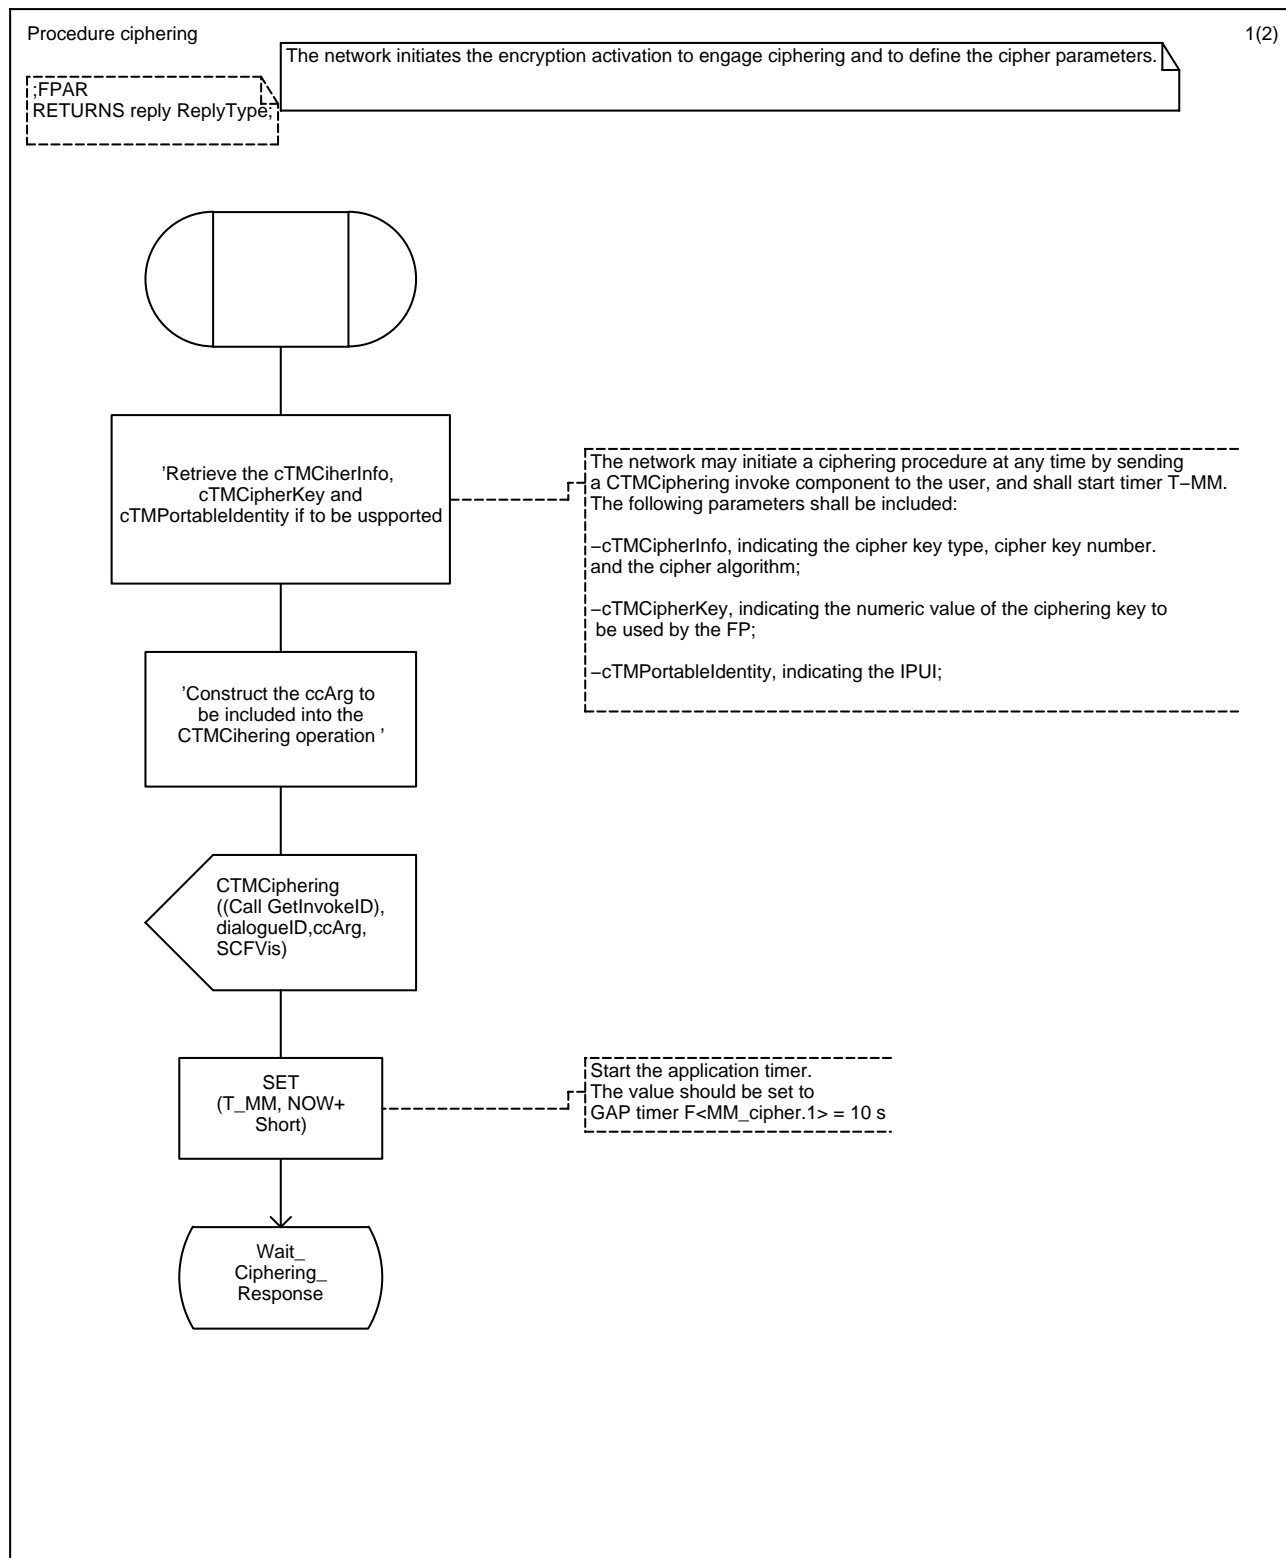 Procedure ciphering
1(2)
The network initiates the encryption activation to engage ciphering and to define the cipher parameters.
;FPAR
RETURNS reply ReplyType;
’Retrieve the cTMCiherInfo,
cTMCipherKey and
cTMPortableIdentity if to be uspported
The network may initiate a ciphering procedure at any time by sending
a CTMCiphering invoke component to the user, and shall start timer T−MM.
The following parameters shall be included:
−cTMCipherInfo, indicating the cipher key type, cipher key number.
and the cipher algorithm;
−cTMCipherKey, indicating the numeric value of the ciphering key to
be used by the FP;
−cTMPortableIdentity, indicating the IPUI;
’Construct the ccArg to
be included into the
CTMCihering operation ’
CTMCiphering
((Call GetInvokeID),
dialogueID,ccArg,
SCFVis)
SET
(T_MM, NOW+
Short)
Start the application timer.
The value should be set to
GAP timer F<MM_cipher.1> = 10 s
Wait_
Ciphering_
Response